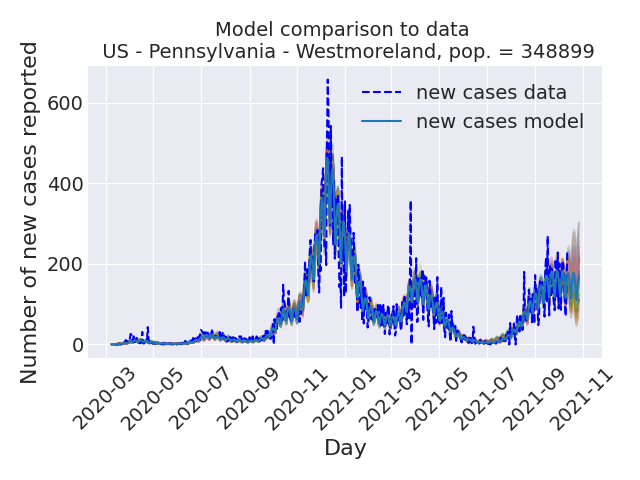 Model comparison to data
US - Pennsylvania - Westmoreland, pop. = 348899
Number of new cases reported
600
400
200
0
new cases data
new cases model
2020-03
2020-05
2020-07
2020-09
2020-11
2021-01
2021-03
2021-05
2021-07
2021-09
2021-11
Day